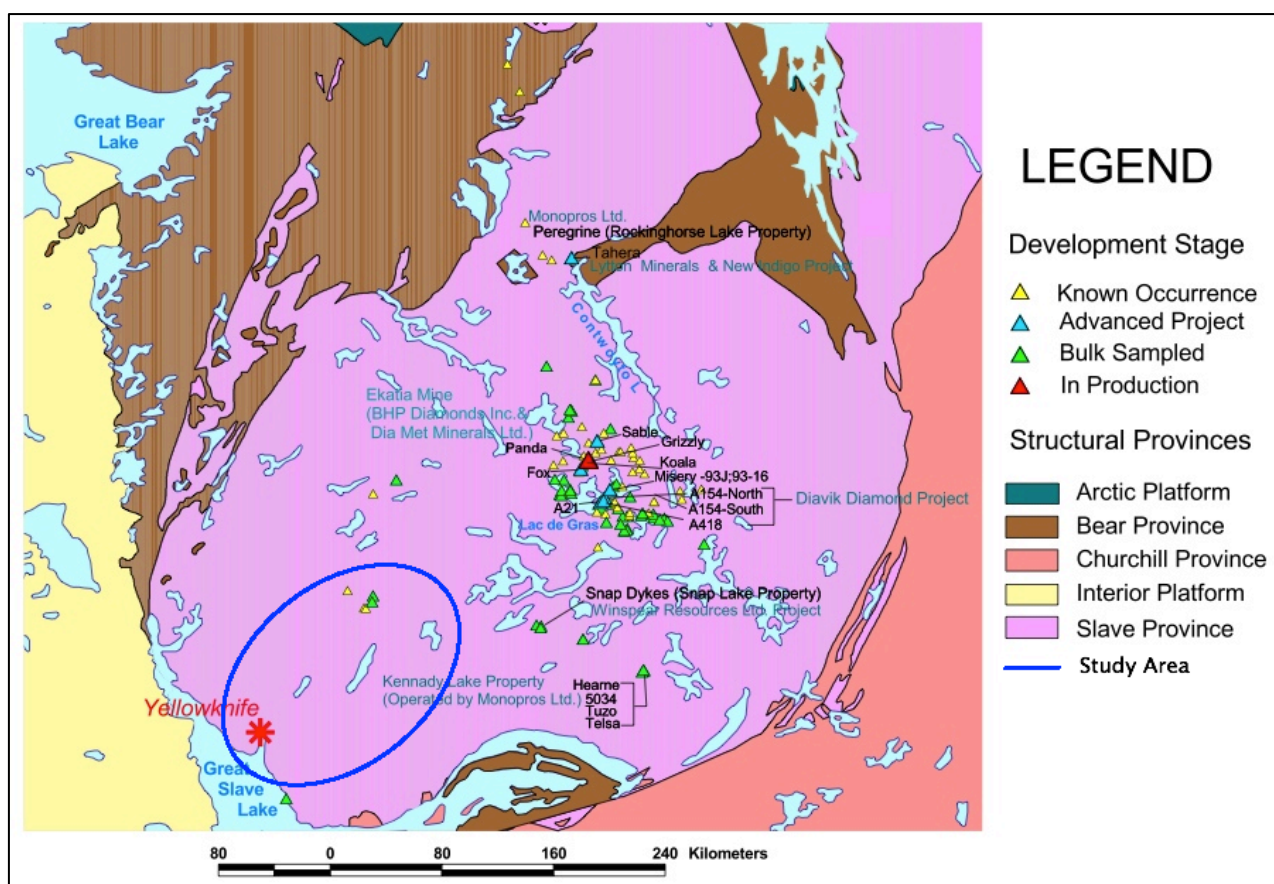 Great Bear
Lake
Monopros Ltd.
Peregrine (Rockinghorse Lake Property)
Tahera
Lytton Minerals & New Indigo Project
Contwoyto L.
Ekatia Mine
(BHP Diamonds Inc.&
Dia Met Minerals Ltd.)
Sable
Grizzly
Panda
Koala
Fox
Misery -93J;93-16
A154-North
Diavik Diamond Project
A21
A154-South
Lac de Gras
A418
Snap Dykes (Snap Lake Property)
Winspear Resources Ltd. Project
Kennady Lake Property
(Operated by Monopros Ltd.)
Hearne
5034
Tuzo
Telsa
Yellowknife
Great
Slave
Lake
80 0 80 160 240 Kilometers
LEGEND
Development Stage
Known Occurrence
Advanced Project
Bulk Sampled
In Production
Structural Provinces
Arctic Platform
Bear Province
Churchill Province
Interior Platform
Slave Province
Study Area